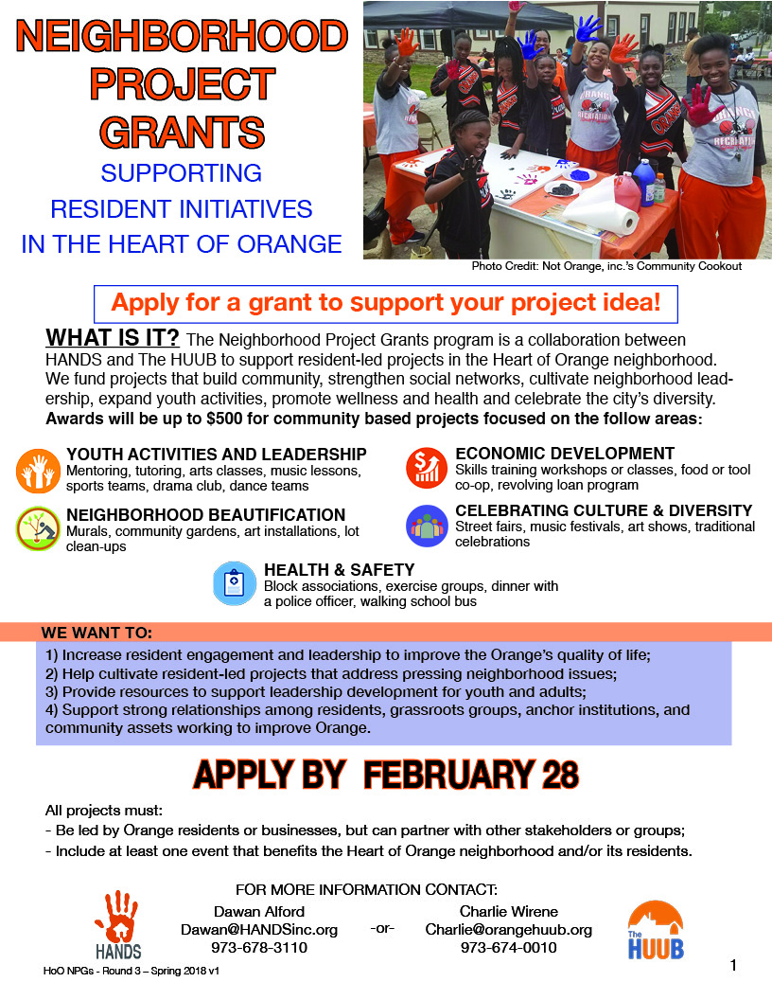 NEIGHBORHOOD
PROJECT
GRANTS
SUPPORTING
RESIDENT INITIATIVES
IN THE HEART OF ORANGE
ORANGE
ORANGE
RECREATION
ORANGE
RECREATION
Photo Credit: Not Orange, inc.'s Community Cookout
Apply for a grant to support your project idea!
WHAT IS IT? The Neighborhood Project Grants program is a collaboration between
HANDS and The HUUB to support resident-led projects in the Heart of Orange neighborhood.
We fund projects that build community, strengthen social networks, cultivate neighborhood lead-
ership, expand youth activities, promote wellness and health and celebrate the city's diversity.
Awards will be up to $500 for community based projects focused on the follow areas:
YOUTH ACTIVITIES AND LEADERSHIP
Mentoring, tutoring, arts classes, music lessons,
sports teams, drama club, dance teams
$
ECONOMIC DEVELOPMENT
Skills training workshops or classes, food or tool
co-op, revolving loan program
NEIGHBORHOOD BEAUTIFICATION
Murals, community gardens, art installations, lot
clean-ups
CELEBRATING CULTURE & DIVERSITY
Street fairs, music festivals, art shows, traditional
celebrations
HEALTH & SAFETY
Block associations, exercise groups, dinner with
a police officer, walking school bus
WE WANT TO:
1) Increase resident engagement and leadership to improve the Orange's quality of life;
2) Help cultivate resident-led projects that address pressing neighborhood issues;
3) Provide resources to support leadership development for youth and adults;
4) Support strong relationships among residents, grassroots groups, anchor institutions, and
community assets working to improve Orange.
APPLY BY FEBRUARY 28
All projects must:
- Be led by Orange residents or businesses, but can partner with other stakeholders or groups;
- Include at least one event that benefits the Heart of Orange neighborhood and/or its residents.
FOR MORE INFORMATION CONTACT:
Dawan Alford
Dawan@HANDSinc.org
973-678-3110
-or-
Charlie Wirene
Charlie@orangehuub.org
973-674-0010
HANDS
The
HUUB
HoO NPGs - Round 3 – Spring 2018 v1
1